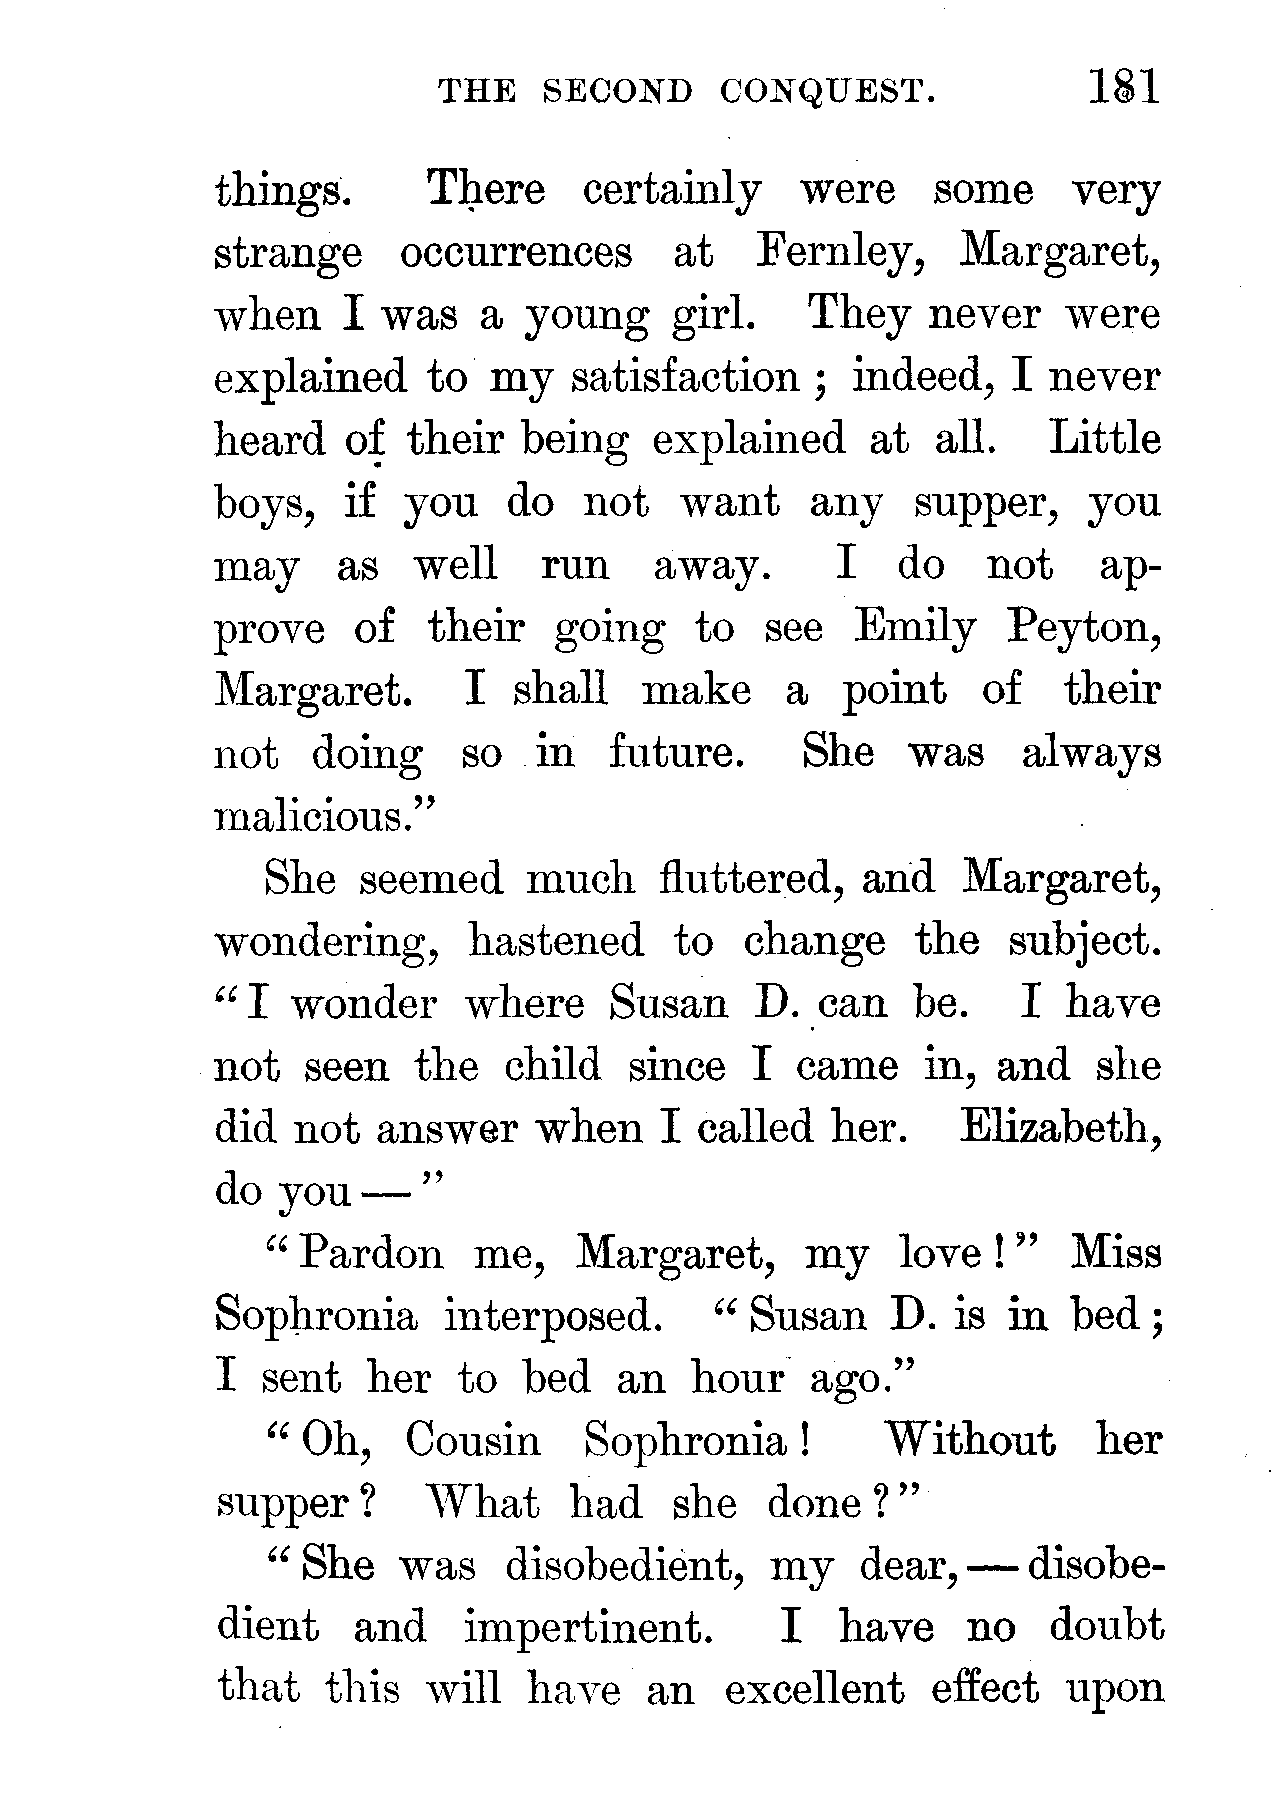 THE SECOND CONQUEST. 181
things. There certainly were some very
strange occurrences at Fernley, Margaret,
when I was a young girl. They never were
explained to my satisfaction ; indeed, I never
heard of their being explained at all. Little
boys, if you do not want any supper, you
may as well run away. I do not ap-
prove of their going to see Emily Peyton,
Margaret. I shall make a point of their
not doing so in future. She was always
malicious.”
She seemed much fluttered, and Margaret,
wondering, hastened to change the subject.
“ I wonder where Susan D. can be. I have
not seen the child since I came in, and she
did not answer when I called her. Elizabeth,
do you — ”
“ Pardon me, Margaret, my love ! ” Miss
Sophronia interposed. “ Susan D. is in bed ;
I sent her to bed an hour ago.”
“ Oh, Cousin Sophronia ! Without her
supper ? What had she done ? ”
“ She was disobedient, my dear, — disobe-
dient and impertinent. I have no doubt
that this will have an excellent effect upon